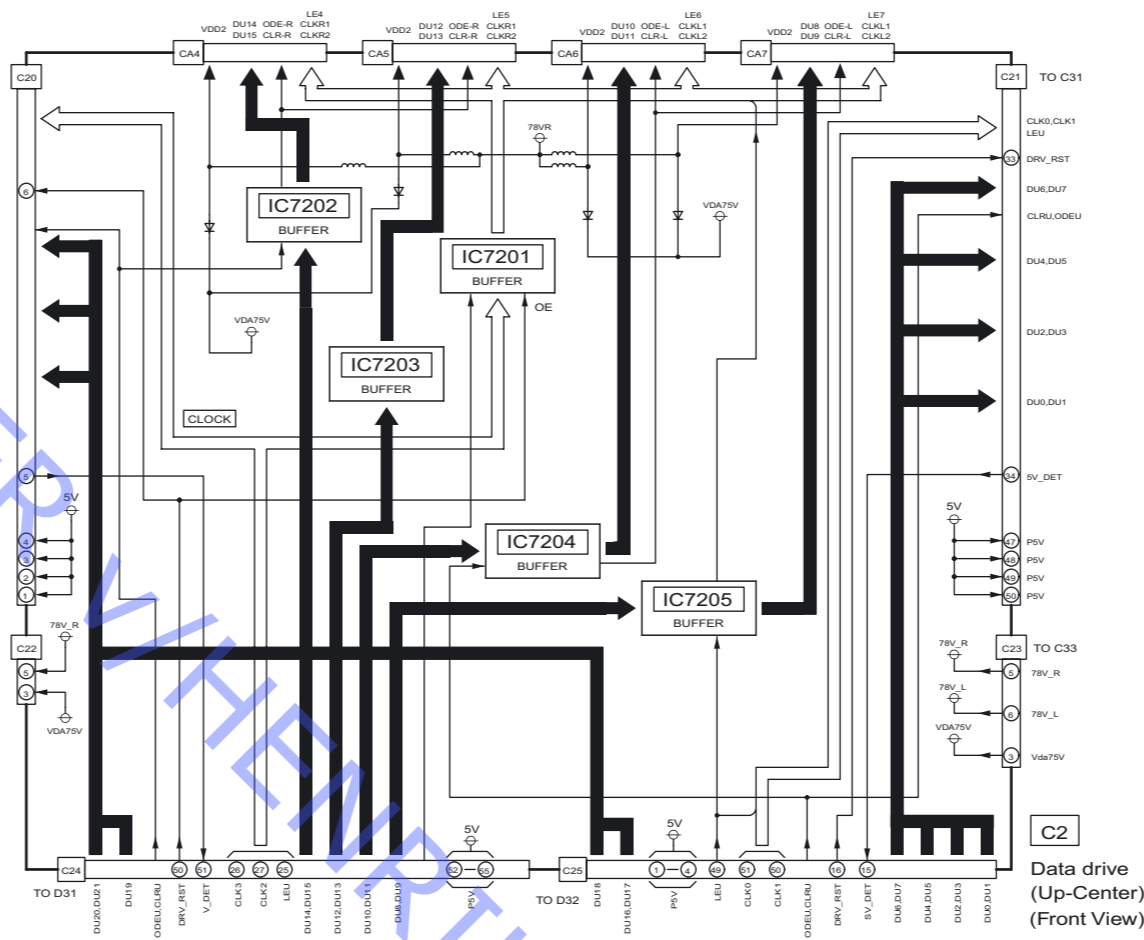 LE4
DU14 ODE-R CLKR1
VDD2 DU15 CLR-R CLKR2
LE5
DU12 ODE-R CLKR1
VDD2 DU13 CLR-R CLKR2
LE6
DU10 ODE-L CLKL1
VDD2 DU11 CLR-L CLKL2
LE7
DU8 ODE-L CLKL1
VDD2 DU9 CLR-L CLKL2
CA4
CA5
CA6
CA7
C20
C21 TO C31
CLK0,CLK1
LEU
78VR
33 DRV_RST
6
DU6,DU7
IC7202
BUFFER
VDA75V
CLRU,ODEU
IC7201
BUFFER
DU4,DU5
OE
VDA75V
DU2,DU3
IC7203
BUFFER
DU0,DU1
CLOCK
5
34 5V_DET
5V
5V
4
3
2
1
47 P5V
48 P5V
49 P5V
50 P5V
IC7204
BUFFER
IC7205
BUFFER
78V_R
C22
5
3
VDA75V
C23 TO C33
78V_R
5 78V_R
78V_L
6 78V_L
VDA75V
3 Vda75V
5V
5V
C2
C24
50
51
26
27
25
52
55
C25
1
4
49
51
50
16
15
TO D31
DU20,DU21
DU19
ODEU,CLRU
DRV_RST
V_DET
CLK3
CLK2
LEU
DU14,DU15
DU12,DU13
DU10,DU11
DU8,DU9
P5V
TO D32
DU18
DU16,DU17
P5V
LEU
CLK0
CLK1
ODEU,CLRU
DRV_RST
SV_DET
DU6,DU7
DU4,DU5
DU2,DU3
DU0,DU1
Data drive
(Up-Center)
(Front View)
ER V/HENRI